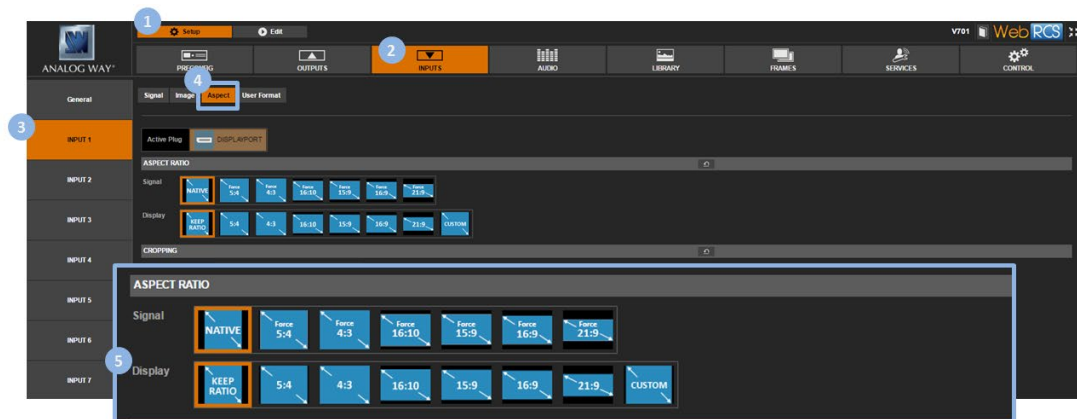 1
Setup
Edit
V701
Web RCS
ANALOG WAY®
PRECONFIG
OUTPUTS
2
INPUTS
AUDIO
LIBRARY
FRAMES
SERVICES
CONTROL
4
General
Signal Image Aspect User Format
3
INPUT 1
Active Plug DISPLAYPORT
ASPECT RATIO
INPUT 2
Signal NATIVE Force 5:4 Force 4:3 Force 16:10 Force 15:9 Force 16:9 Force 21:9
INPUT 3
Display KEEP RATIO 5:4 4:3 16:10 15:9 16:9 21:9 CUSTOM
INPUT 4
CROPPING
INPUT 5
INPUT 6
INPUT 7
ASPECT RATIO
Signal
NATIVE Force 5:4 Force 4:3 Force 16:10 Force 15:9 Force 16:9 Force 21:9
5
Display
KEEP RATIO 5:4 4:3 16:10 15:9 16:9 21:9 CUSTOM